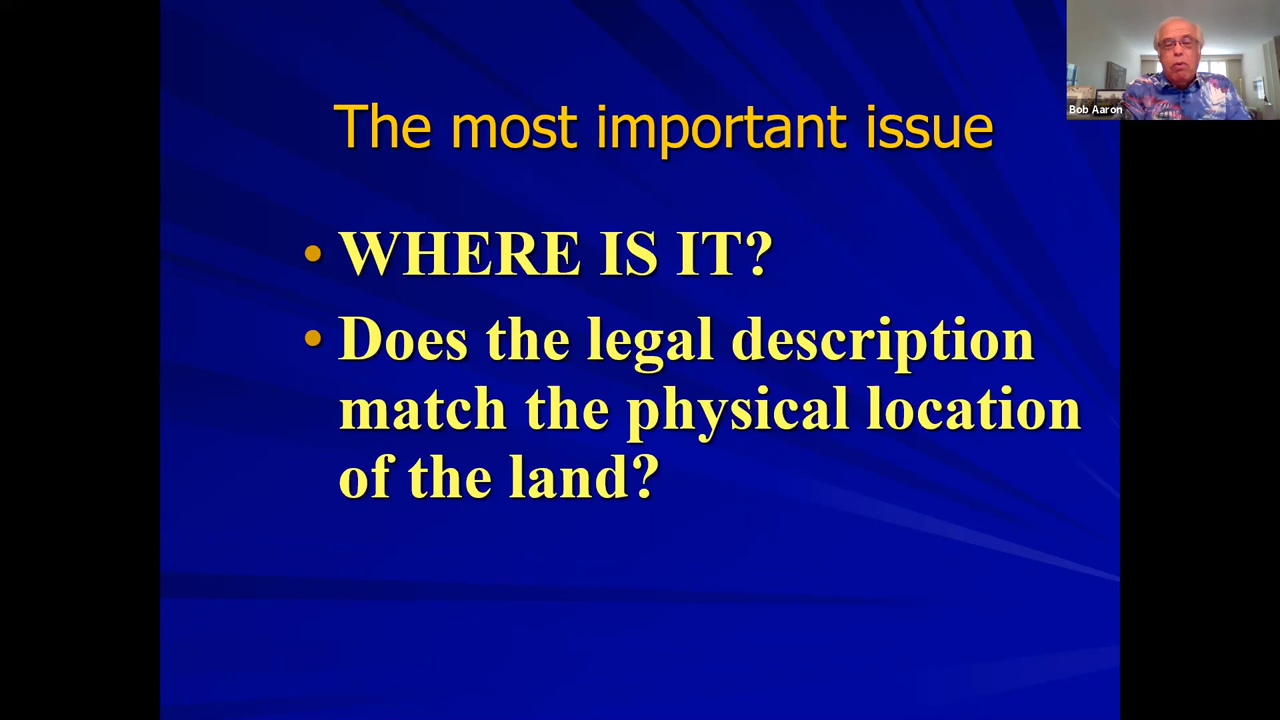 The most important issue
• WHERE IS IT?
• Does the legal description
match the physical location
of the land?
Bob Aaron